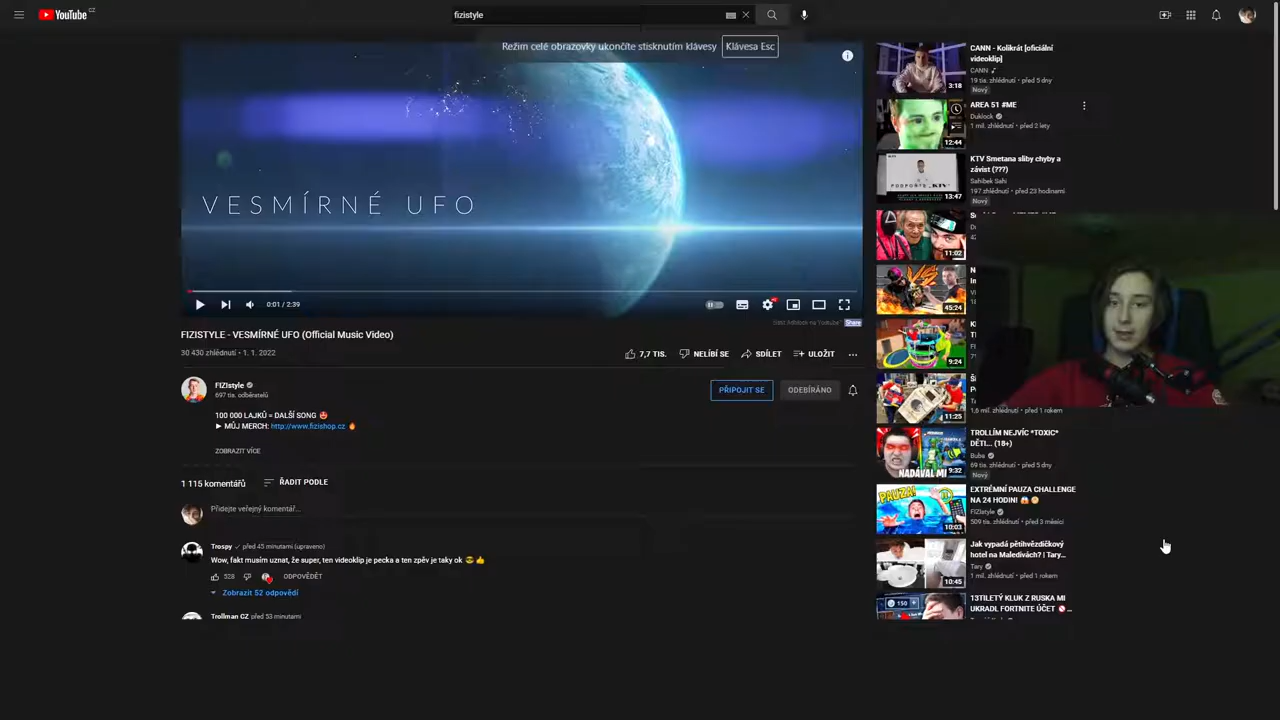 YouTube CZ
fizistyle
Režim celé obrazovky ukončíte stisknutím klávesy Klávesa Esc
VESMÍRNÉ UFO
0:01 / 2:39
Share
FIZISTYLE - VESMÍRNÉ UFO (Official Music Video)
30 430 zhlédnutí • 1. 1. 2022
7,7 TIS.
NELÍBÍ SE
SDÍLET
ULOŽIT
FIZIstyle
697 tis. odběratelů
PŘIPOJIT SE
ODEBÍRÁNO
100 000 LAJKŮ = DALŠÍ SONG
► MŮJ MERCH: http://www.fizishop.cz
ZOBRAZIT VÍCE
1 115 komentářů
ŘADIT PODLE
Přidejte veřejný komentář...
Trospy před 45 minutami (upraveno)
Wow, fakt musím uznat, že super, ten videoklip je pecka a ten zpěv je taky ok
528
ODPOVĚDĚT
Zobrazit 52 odpovědí
Trollman CZ před 53 minutami
CANN - Kolikrát [oficiální
videoklip]
CANN
19 tis. zhlédnutí • před 5 dny
Nový
3:18
AREA 51 #ME
Duklock
1 mil. zhlédnutí • před 2 lety
12:44
KTV Smetana sliby chyby a
závist (???)
Sahibek Sahi
197 zhlédnutí • před 23 hodinami
Nový
PODPOŘTE „KTV"
13:47
11:02
45:24
9:24
1,6 mil. zhlédnutí • před 1 rokem
11:25
TROLLÍM NEJVÍC *TOXIC*
DĚTI... (18+)
Buba
69 tis. zhlédnutí • před 5 dny
Nový
NADÁVAL MI
9:32
EXTRÉMNÍ PAUZA CHALLENGE
NA 24 HODIN!
FIZIstyle
509 tis. zhlédnutí • před 3 měsíci
PAUZA!
10:03
Jak vypadá pětihvězdičkový
hotel na Maledivách? | Tary...
Tary
1 mil. zhlédnutí • před 1 rokem
10:45
13TILETÝ KLUK Z RUSKA MI
UKRADL FORTNITE ÚČET
150